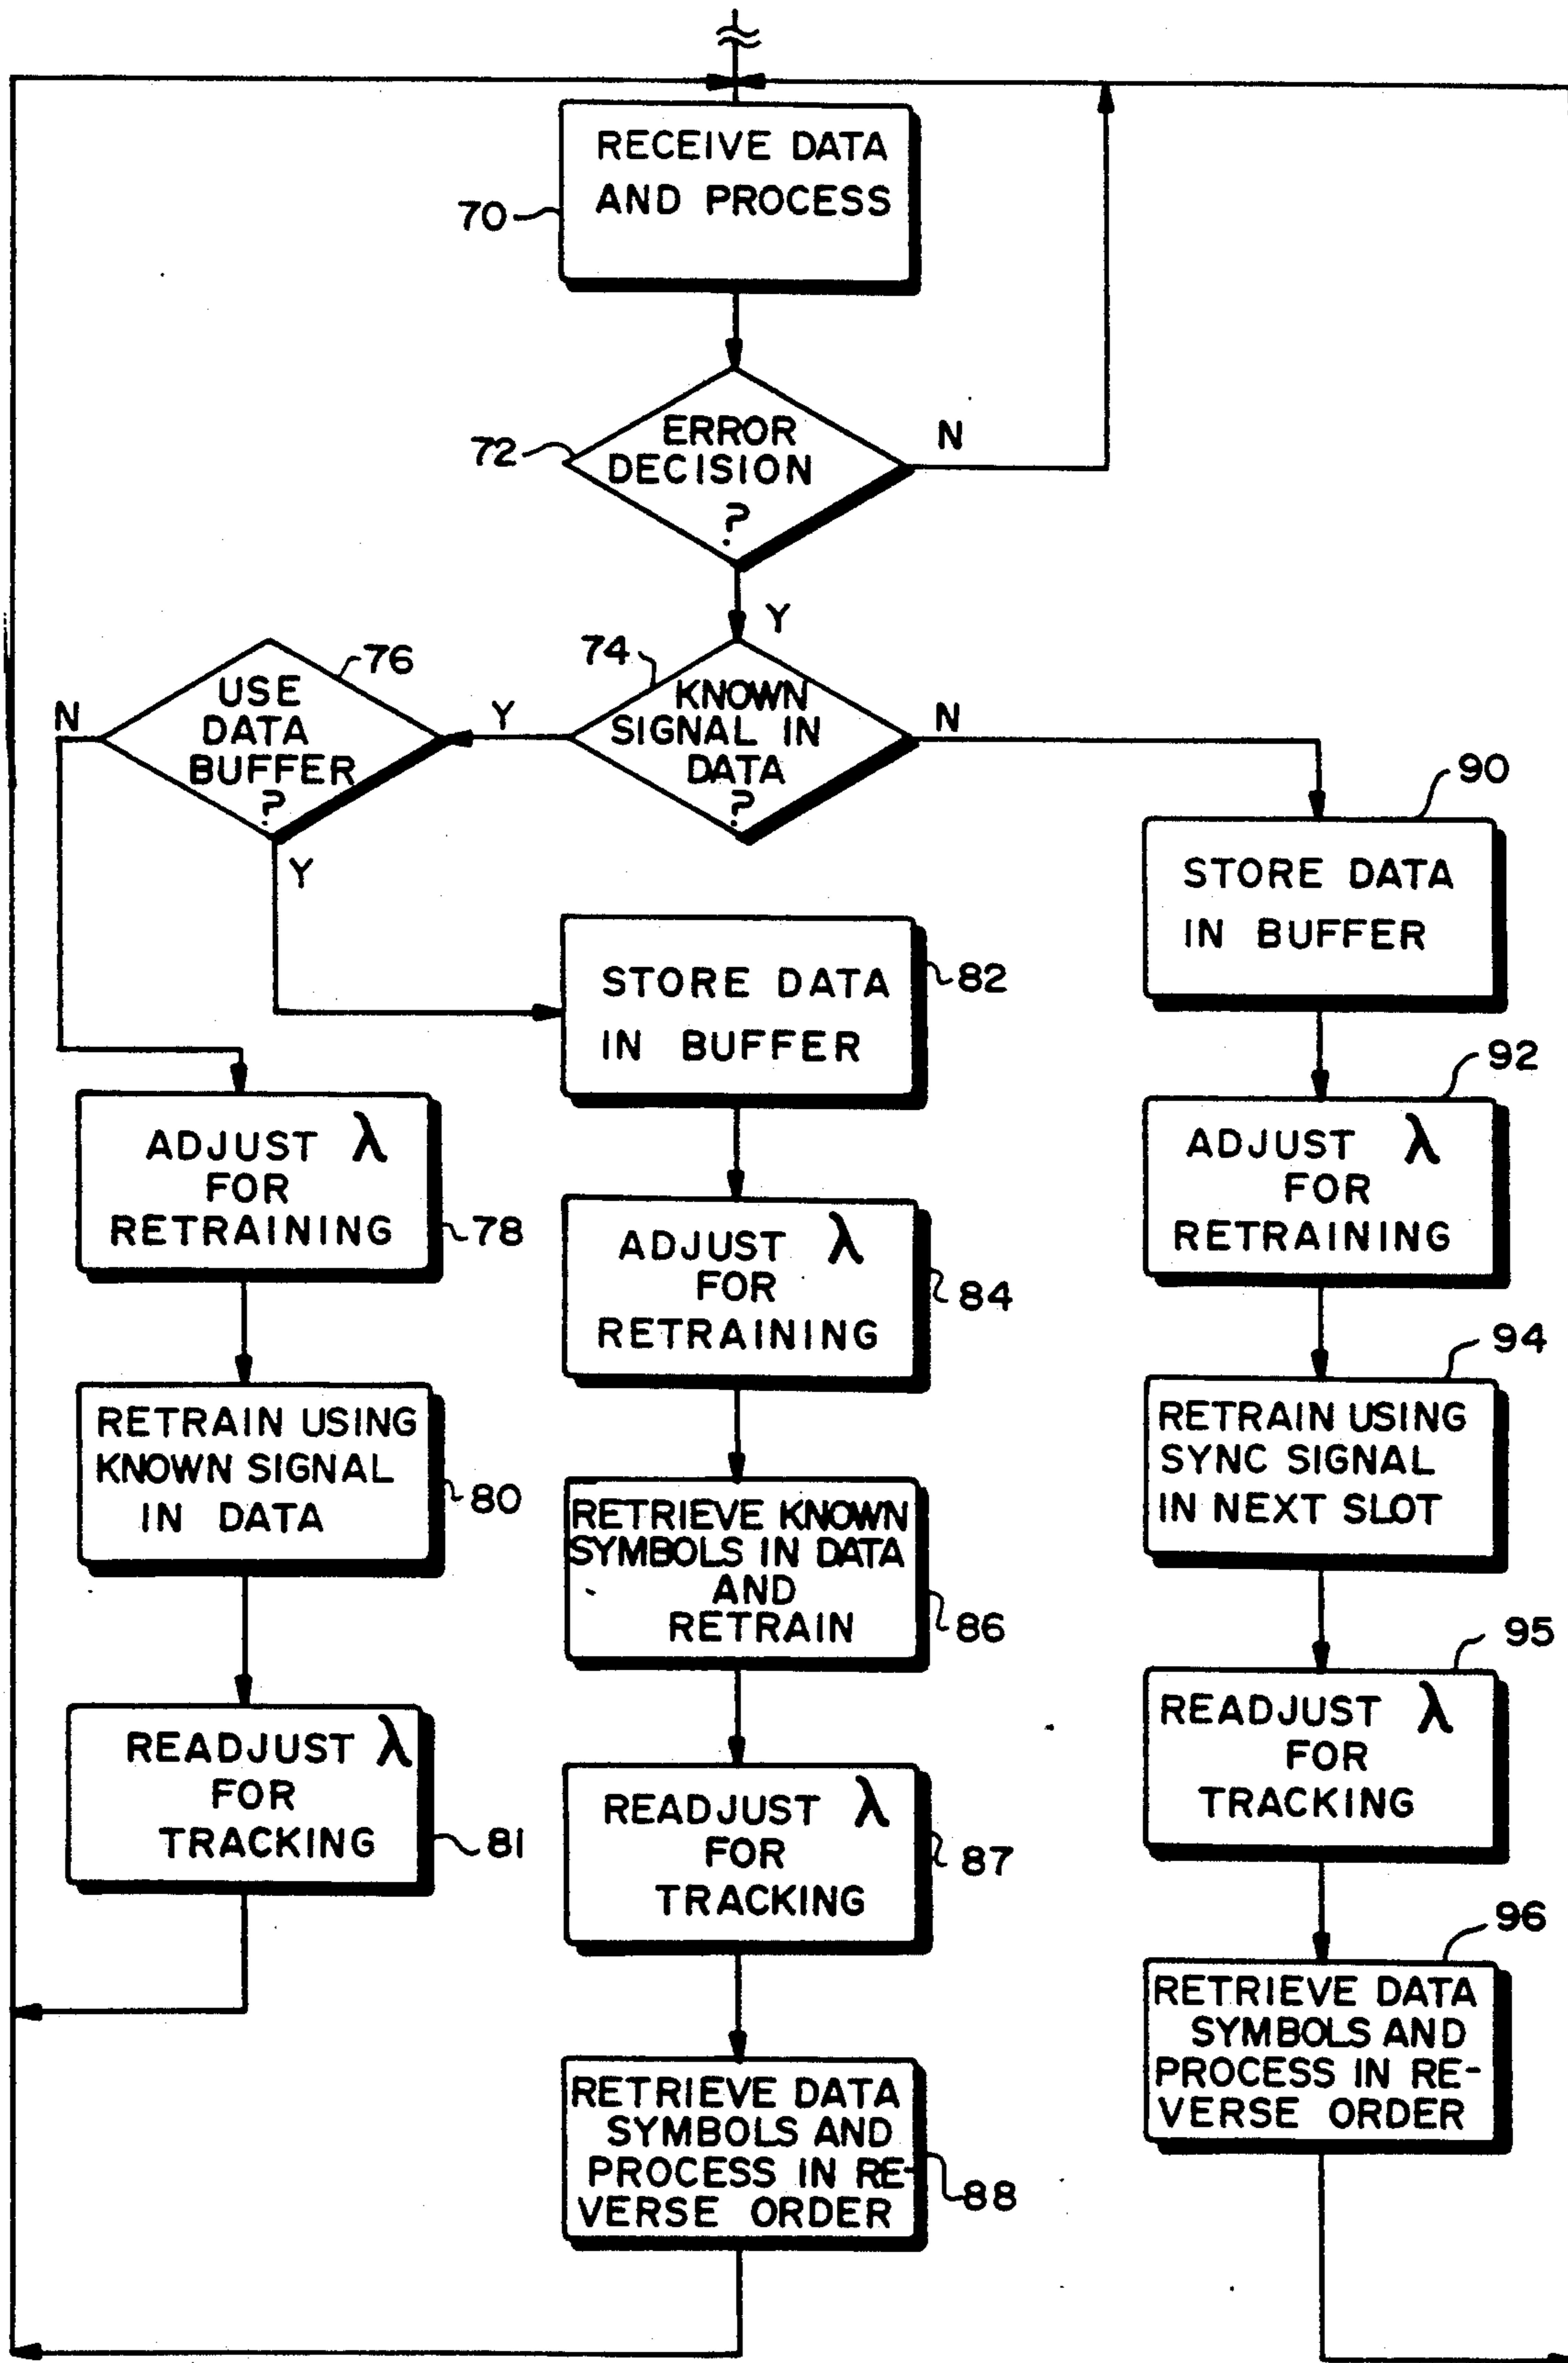 RECEIVE DATA
AND PROCESS
70
ERROR
DECISION
?
72
N
Y
KNOWN
SIGNAL IN
DATA
?
74
Y
N
USE
DATA
BUFFER
?
76
N
Y
ADJUST λ
FOR
RETRAINING
78
RETRAIN USING
KNOWN SIGNAL
IN DATA
80
READJUST λ
FOR
TRACKING
81
STORE DATA
IN BUFFER
82
ADJUST λ
FOR
RETRAINING
84
RETRIEVE KNOWN
SYMBOLS IN DATA
AND
RETRAIN
86
READJUST λ
FOR
TRACKING
87
RETRIEVE DATA
SYMBOLS AND
PROCESS IN RE-
VERSE ORDER
88
90
STORE DATA
IN BUFFER
92
ADJUST λ
FOR
RETRAINING
94
RETRAIN USING
SYNC SIGNAL
IN NEXT SLOT
95
READJUST λ
FOR
TRACKING
96
RETRIEVE DATA
SYMBOLS AND
PROCESS IN RE-
VERSE ORDER